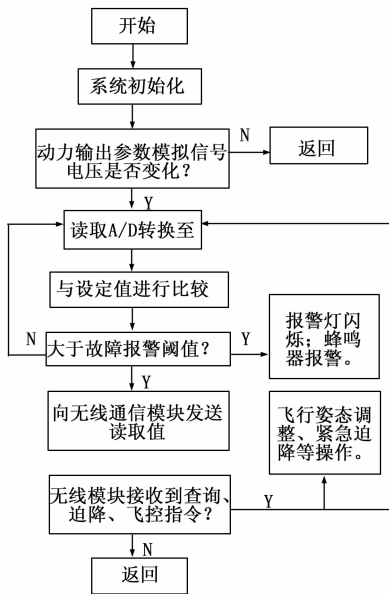 开始
系统初始化
动力输出参数模拟信号
电压是否变化？
N
返回
Y
读取A/D转换至
与设定值进行比较
大于故障报警阈值？
N
Y
报警灯闪
烁；蜂鸣
器报警。
Y
向无线通信模块发送
读取值
飞行姿态调
整、紧急迫
降等操作。
无线模块接收到查询、
迫降、飞控指令？
Y
N
返回